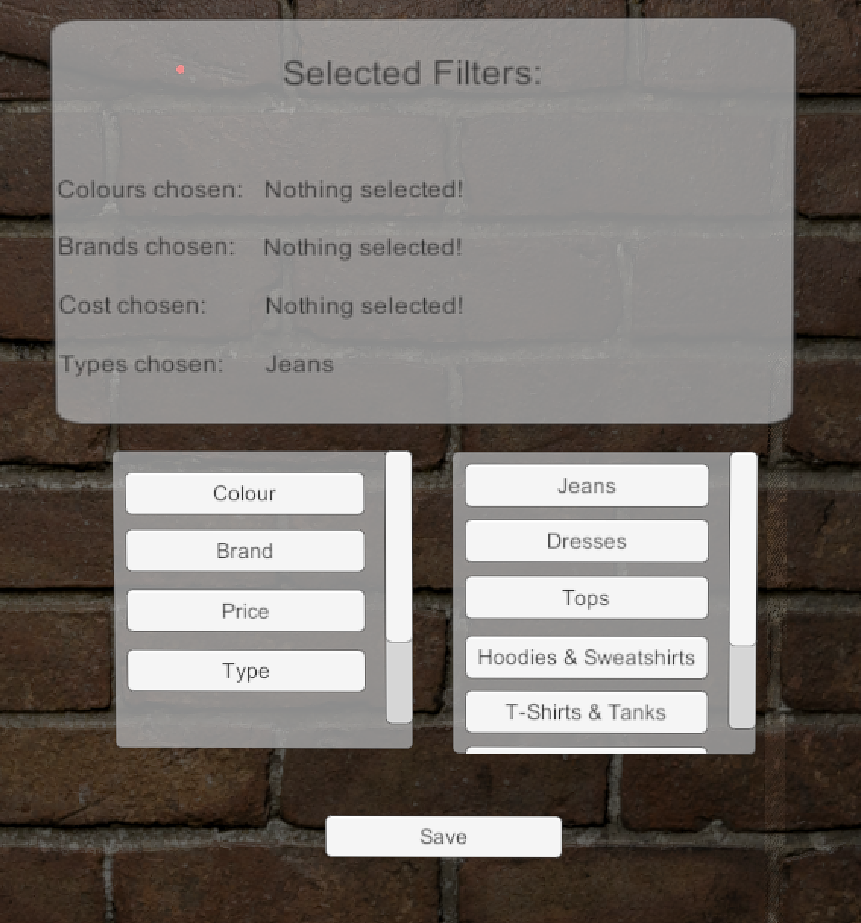 Selected Filters:
Colours chosen: Nothing selected!
Brands chosen: Nothing selected!
Cost chosen: Nothing selected!
Types chosen: Jeans
Colour
Brand
Price
Type
Jeans
Dresses
Tops
Hoodies & Sweatshirts
T-Shirts & Tanks
Save